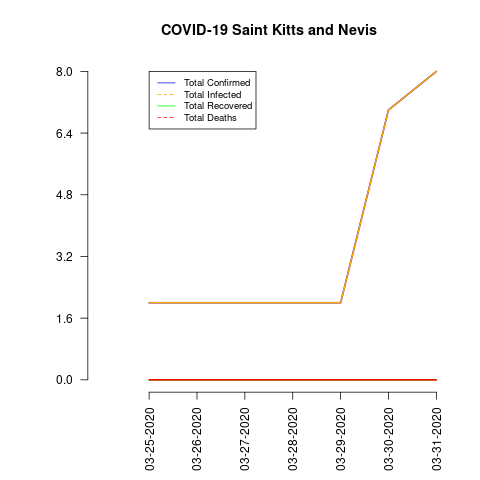 COVID-19 Saint Kitts and Nevis
Total Confirmed
Total Infected
Total Recovered
Total Deaths
8.0
6.4
4.8
3.2
1.6
0.0
03-25-2020
03-26-2020
03-27-2020
03-28-2020
03-29-2020
03-30-2020
03-31-2020